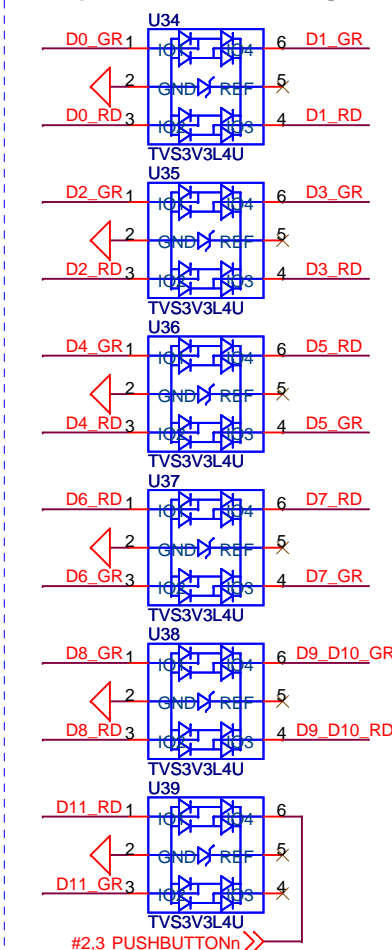 U34
D0_GR 1 IO1 IO4 6 D1_GR
2 GND REF 5
D0_RD 3 IO2 IO3 4 D1_RD
TVS3V3L4U
U35
D2_GR 1 IO1 IO4 6 D3_GR
2 GND REF 5
D2_RD 3 IO2 IO3 4 D3_RD
TVS3V3L4U
U36
D4_GR 1 IO1 IO4 6 D5_RD
2 GND REF 5
D4_RD 3 IO2 IO3 4 D5_GR
TVS3V3L4U
U37
D6_RD 1 IO1 IO4 6 D7_RD
2 GND REF 5
D6_GR 3 IO2 IO3 4 D7_GR
TVS3V3L4U
U38
D8_GR 1 IO1 IO4 6 D9_D10_GR
2 GND REF 5
D8_RD 3 IO2 IO3 4 D9_D10_RD
TVS3V3L4U
U39
D11_RD 1 IO1 IO4 6
2 GND REF 5
D11_GR 3 IO2 IO3 4
TVS3V3L4U
#2,3 PUSHBUTTONn